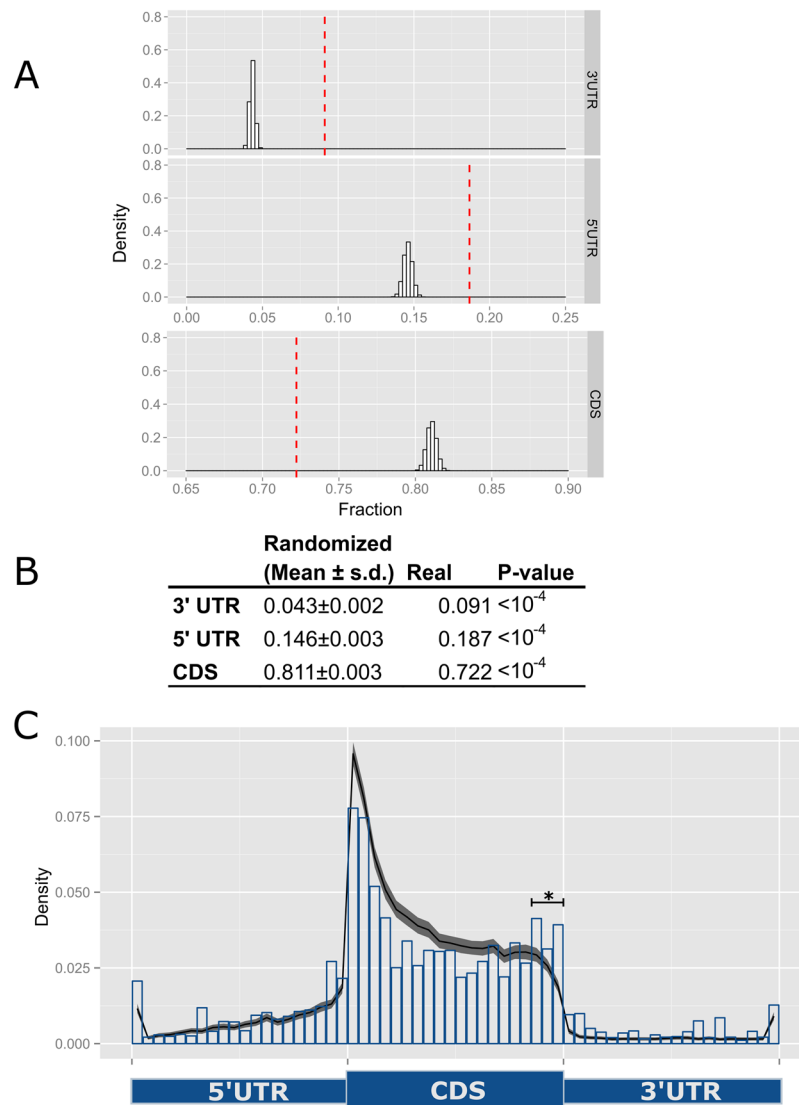 A
0.8
0.6
0.4
0.2
0.0
3'UTR
0.8
0.6
0.4
0.2
0.0
5'UTR
0.00 0.05 0.10 0.15 0.20 0.25
0.8
0.6
0.4
0.2
0.0
CDS
0.65 0.70 0.75 0.80 0.85 0.90
Density
Fraction
B
Randomized
(Mean ± s.d.) Real P-value
3' UTR 0.043±0.002 0.091 <10-4
5' UTR 0.146±0.003 0.187 <10-4
CDS 0.811±0.003 0.722 <10-4
C
0.100
0.075
0.050
0.025
0.000
Density
*
5'UTR CDS 3'UTR